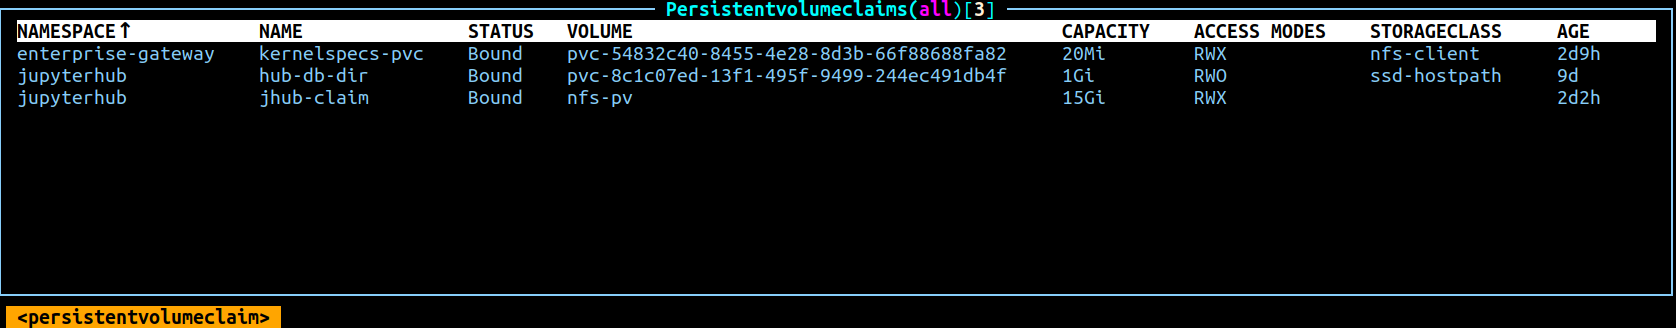 Persistentvolumeclaims(all)[3]
NAMESPACE↑ NAME STATUS VOLUME CAPACITY ACCESS MODES STORAGECLASS AGE
enterprise-gateway kernelspecs-pvc Bound pvc-54832c40-8455-4e28-8d3b-66f88688fa82 20Mi RWX nfs-client 2d9h
jupyterhub hub-db-dir Bound pvc-8c1c07ed-13f1-495f-9499-244ec491db4f 1Gi RWO ssd-hostpath 9d
jupyterhub jhub-claim Bound nfs-pv 15Gi RWX 2d2h
<persistentvolumeclaim>